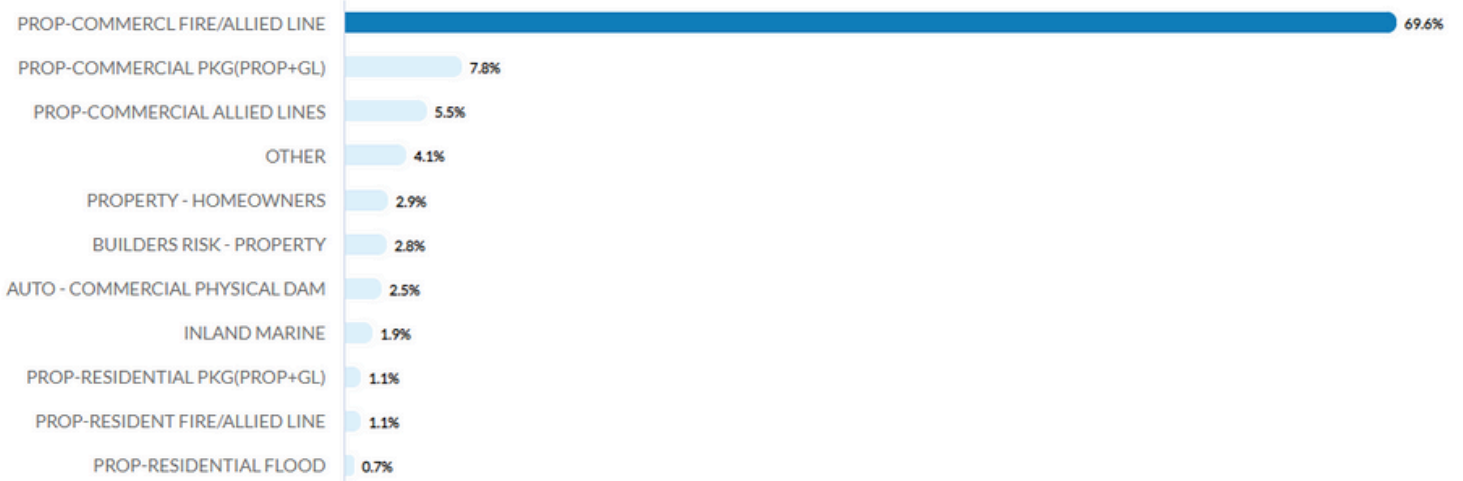 PROP-COMMERCL FIRE/ALLIED LINE 69.6%
PROP-COMMERCIAL PKG(PROP+GL) 7.8%
PROP-COMMERCIAL ALLIED LINES 5.5%
OTHER 4.1%
PROPERTY - HOMEOWNERS 2.9%
BUILDERS RISK - PROPERTY 2.8%
AUTO - COMMERCIAL PHYSICAL DAM 2.5%
INLAND MARINE 1.9%
PROP-RESIDENTIAL PKG(PROP+GL) 1.1%
PROP-RESIDENT FIRE/ALLIED LINE 1.1%
PROP-RESIDENTIAL FLOOD 0.7%